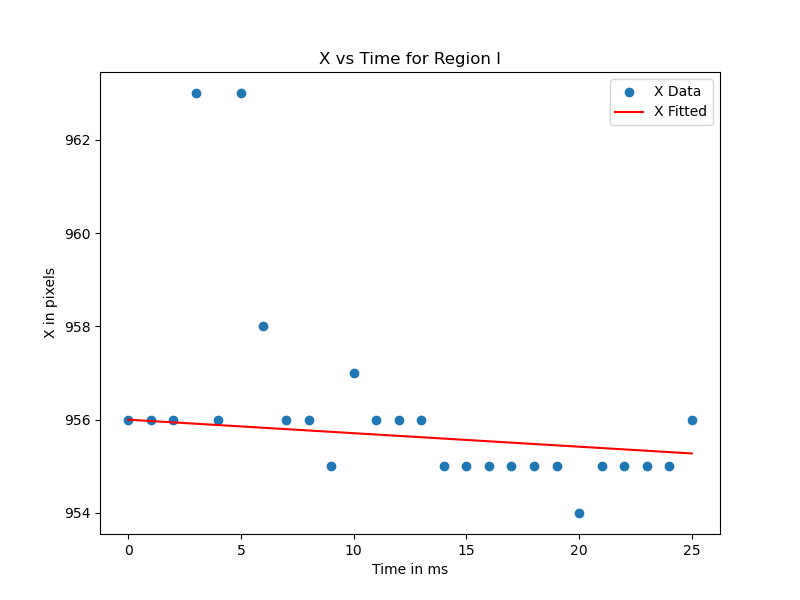 X vs Time for Region I
X Data
X Fitted
962
960
958
956
954
X in pixels
0 5 10 15 20 25
Time in ms